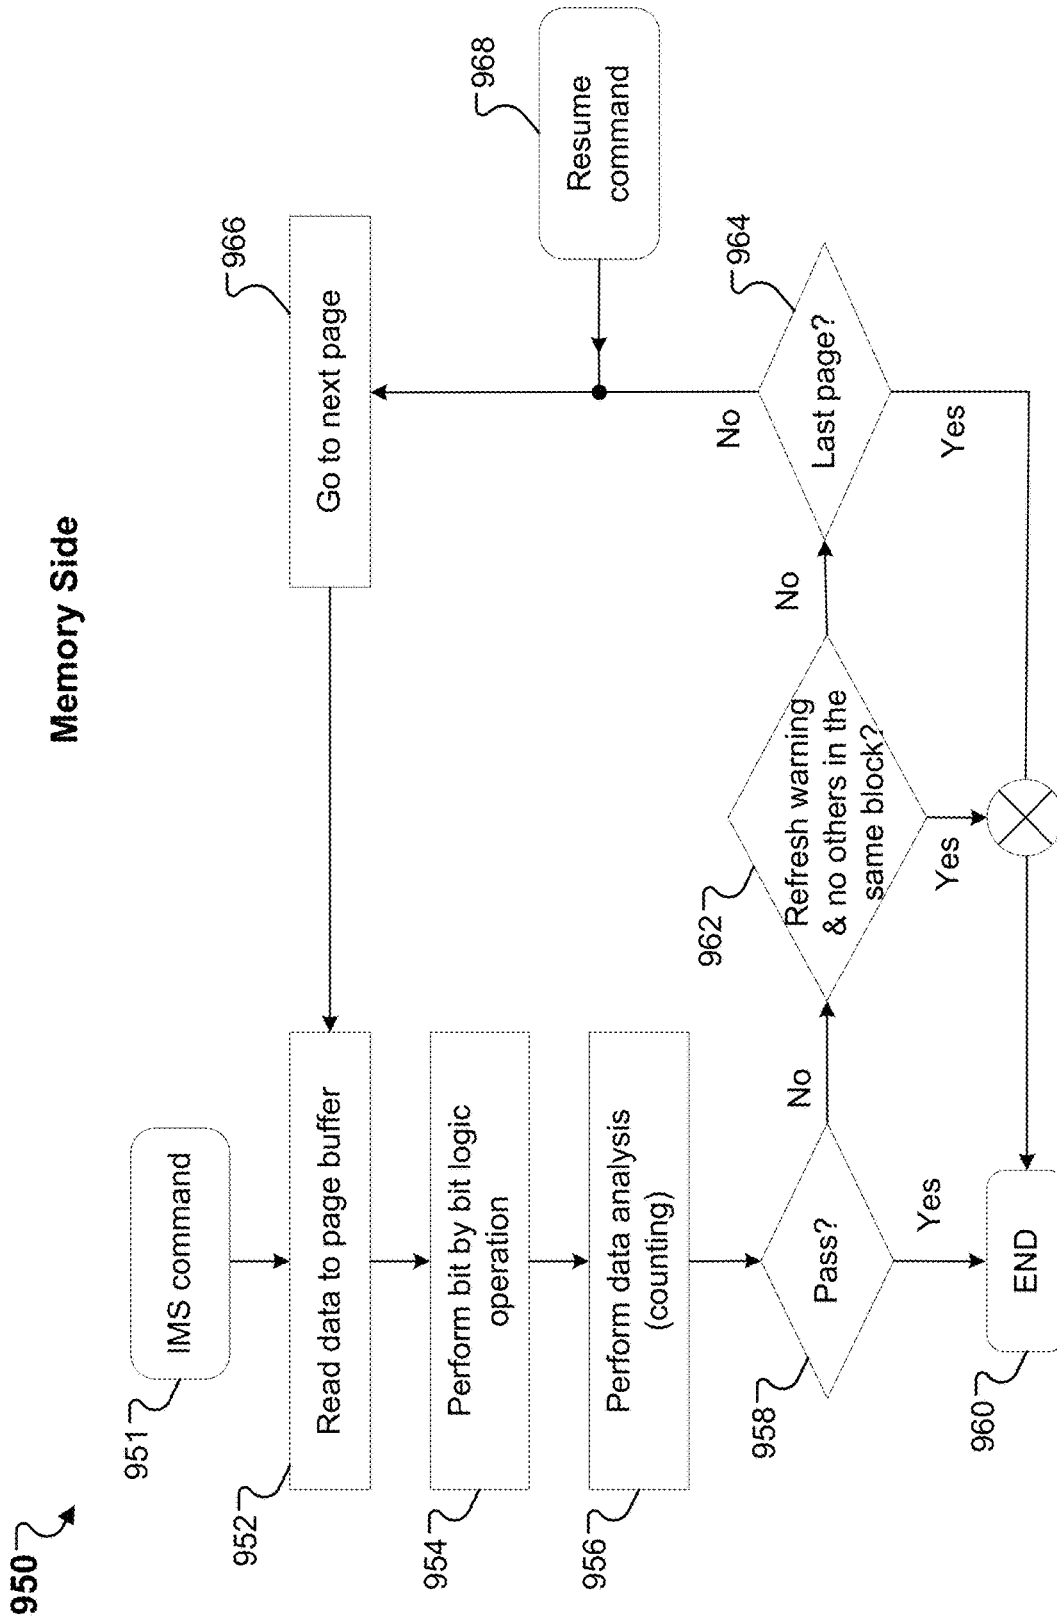 950
Memory Side
951
IMS command
952
Read data to page buffer
954
Perform bit by bit logic
operation
956
Perform data analysis
(counting)
958
Pass?
No
Yes
960
END
962
Refresh warning
& no others in the
same block?
No
Yes
964
Last page?
No
Yes
966
Go to next page
968
Resume
command